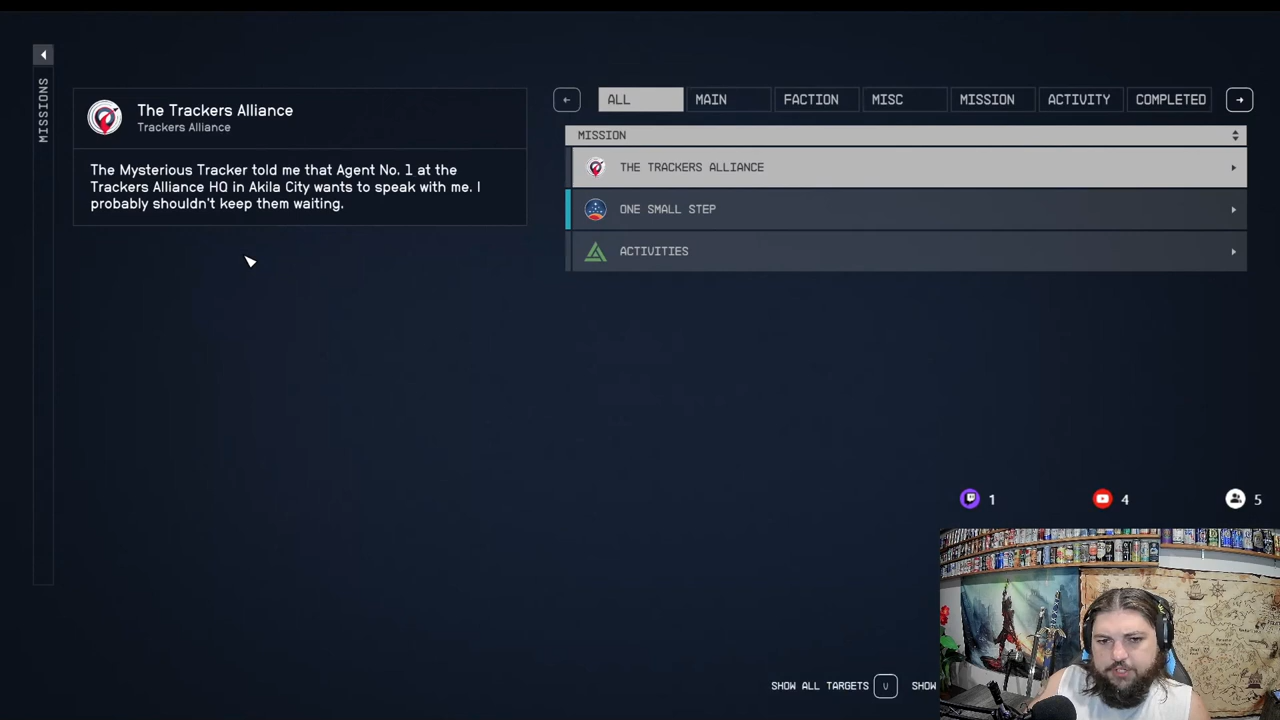 MISSIONS
The Trackers Alliance
Trackers Alliance
The Mysterious Tracker told me that Agent No. 1 at the
Trackers Alliance HQ in Akila City wants to speak with me. I
probably shouldn't keep them waiting.
ALL MAIN FACTION MISC MISSION ACTIVITY COMPLETED
MISSION
THE TRACKERS ALLIANCE
ONE SMALL STEP
ACTIVITIES
1 4 5
SHOW ALL TARGETS U SHOW